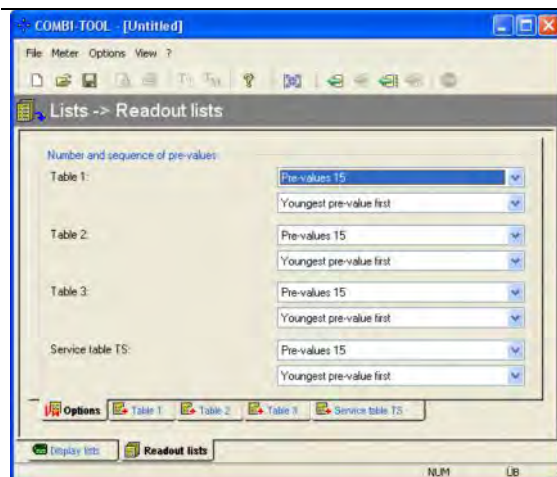 COMBI-TOOL - [Untitled]
File Meter Options View ?
Lists -> Readout lists
Number and sequence of pre-values
Table 1:
Pre-values 15
Youngest pre-value first
Table 2:
Pre-values 15
Youngest pre-value first
Table 3:
Pre-values 15
Youngest pre-value first
Service table TS:
Pre-values 15
Youngest pre-value first
Options Table 1 Table 2 Table 3 Service table TS
Display lists Readout lists
NUM ÜB